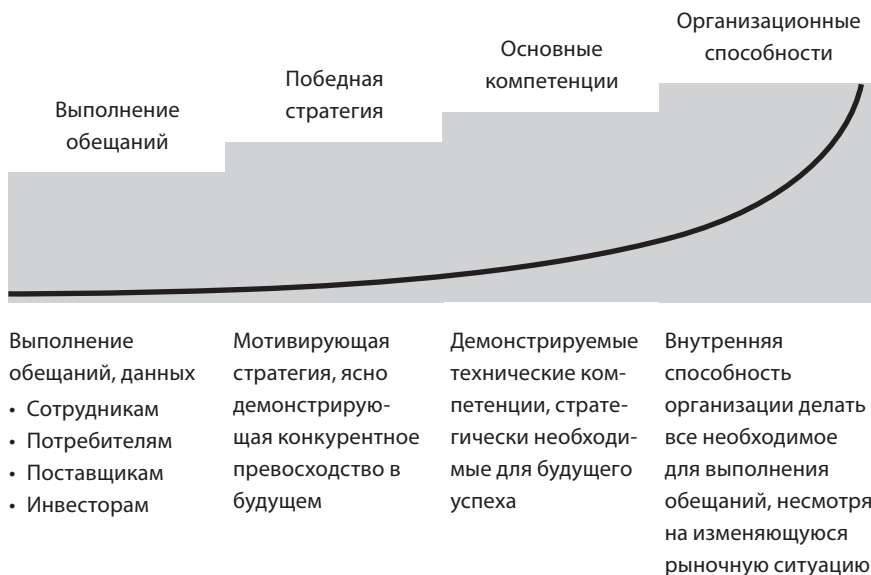 Организационные
способности
Основные
компетенции
Победная
стратегия
Выполнение
обещаний
Выполнение
обещаний, данных
• Сотрудникам
• Потребителям
• Поставщикам
• Инвесторам
Мотивирующая
стратегия, ясно
демонстрирую-
щая конкурентное
превосходство в
будущем
Демонстрируемые
технические ком-
петенции, страте-
гически необходи-
мые для будущего
успеха
Внутренняя
способность
организации делать
все необходимое
для выполнения
обещаний, несмотря
на изменяющуюся
рыночную ситуацию